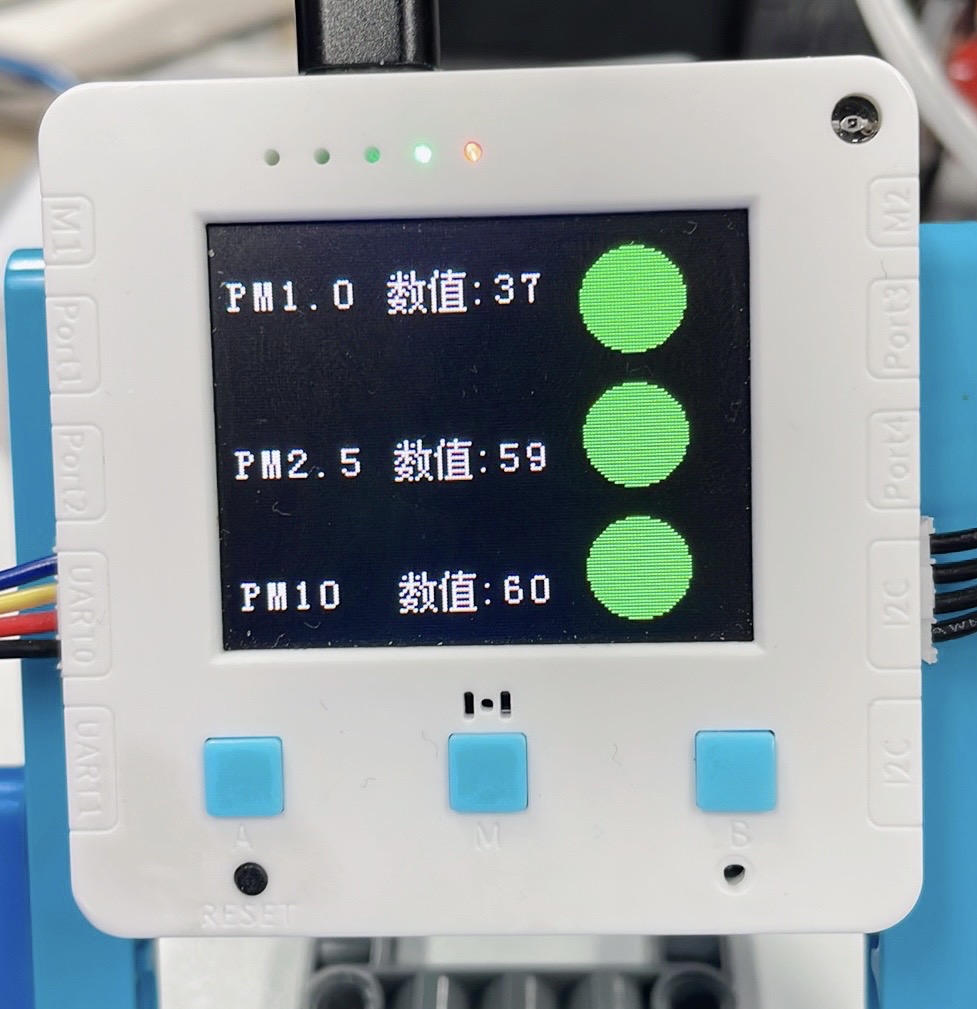 M1
M2
Port1
Port3
PM1.0 数值:37
Port2
Port4
PM2.5 数值:59
UART0
I2C
PM10 数值:60
UART1
I2C
A
M
B
RESET